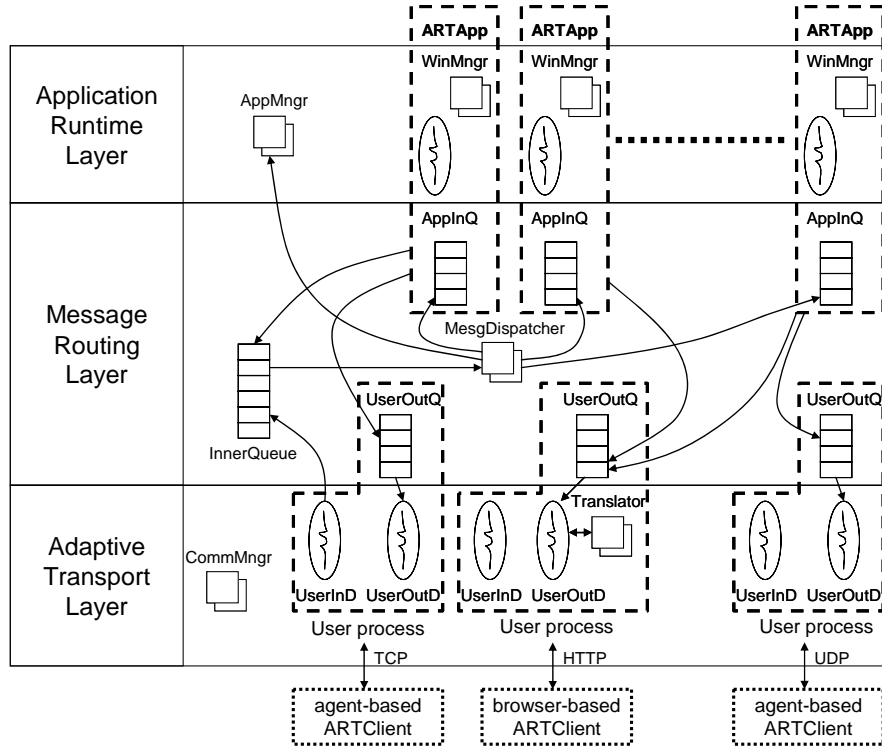 ARTApp
ARTApp
ARTApp
WinMngr
WinMngr
WinMngr
Application
Runtime
Layer
AppMngr
AppInQ
AppInQ
AppInQ
Message
Routing
Layer
MesgDispatcher
InnerQueue
UserOutQ
UserOutQ
UserOutQ
Adaptive
Transport
Layer
CommMngr
Translator
UserInD
UserOutD
UserInD
UserOutD
UserInD
UserOutD
User process
User process
User process
TCP
HTTP
UDP
agent-based
ARTClient
browser-based
ARTClient
agent-based
ARTClient